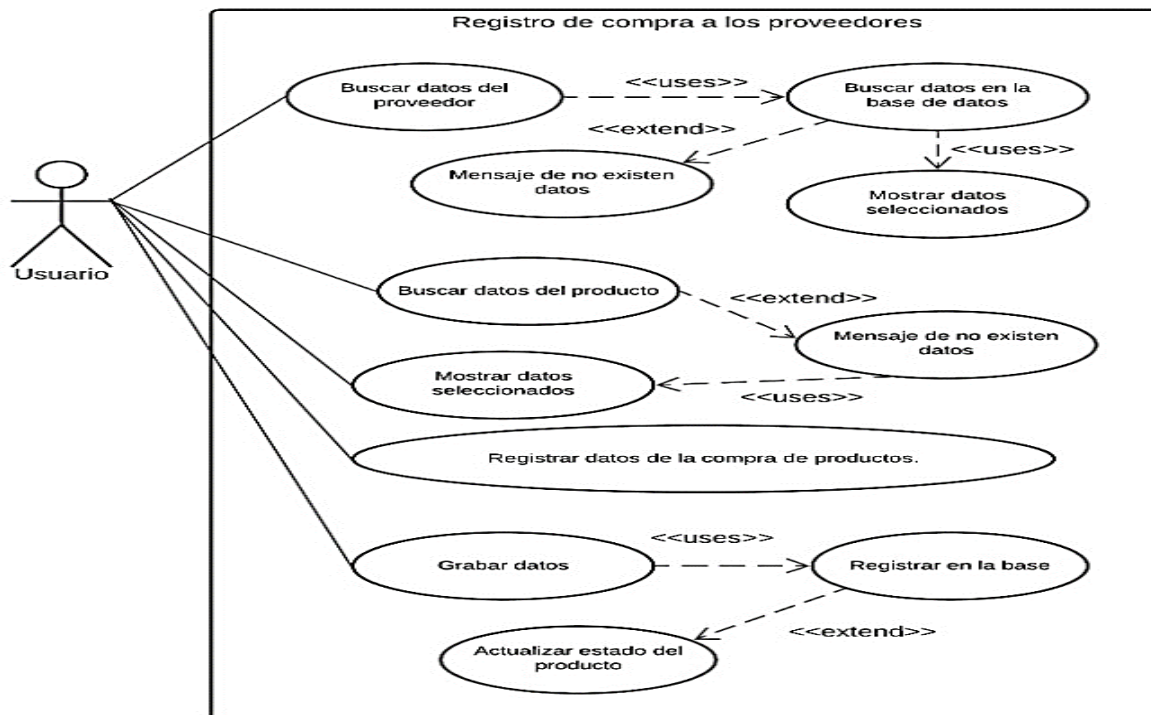 Registro de compra a los proveedores
Buscar datos del
proveedor
<<uses>>
Buscar datos en la
base de datos
<<extend>>
<<uses>>
Mensaje de no existen
datos
Mostrar datos
seleccionados
Usuario
Buscar datos del producto
<<extend>>
Mensaje de no existen
datos
Mostrar datos
seleccionados
<<uses>>
Registrar datos de la compra de productos.
Grabar datos
<<uses>>
Registrar en la base
<<extend>>
Actualizar estado del
producto